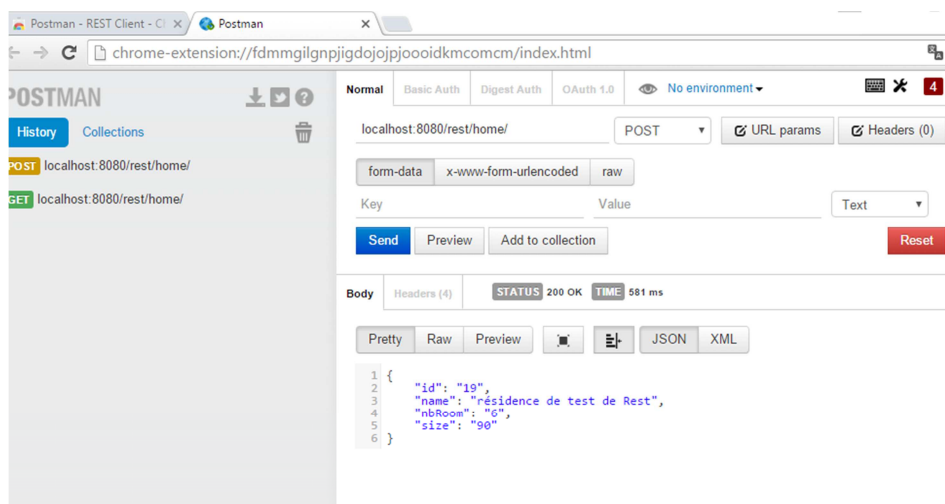 Postman - REST Client - C
Postman
chrome-extension://fdmmgilgnpjigdojojpjoooidkmcomcm/index.html
POSTMAN
History
Collections
POST localhost:8080/rest/home/
GET localhost:8080/rest/home/
Normal Basic Auth Digest Auth OAuth 1.0 No environment 4
localhost:8080/rest/home/ POST URL params Headers (0)
form-data x-www-form-urlencoded raw
Key Value Text
Send Preview Add to collection Reset
Body Headers (4) STATUS 200 OK TIME 581 ms
Pretty Raw Preview JSON XML
1 {
2 "id": "19",
3 "name": "résidence de test de Rest",
4 "nbRoom": "6",
5 "size": "90"
6 }